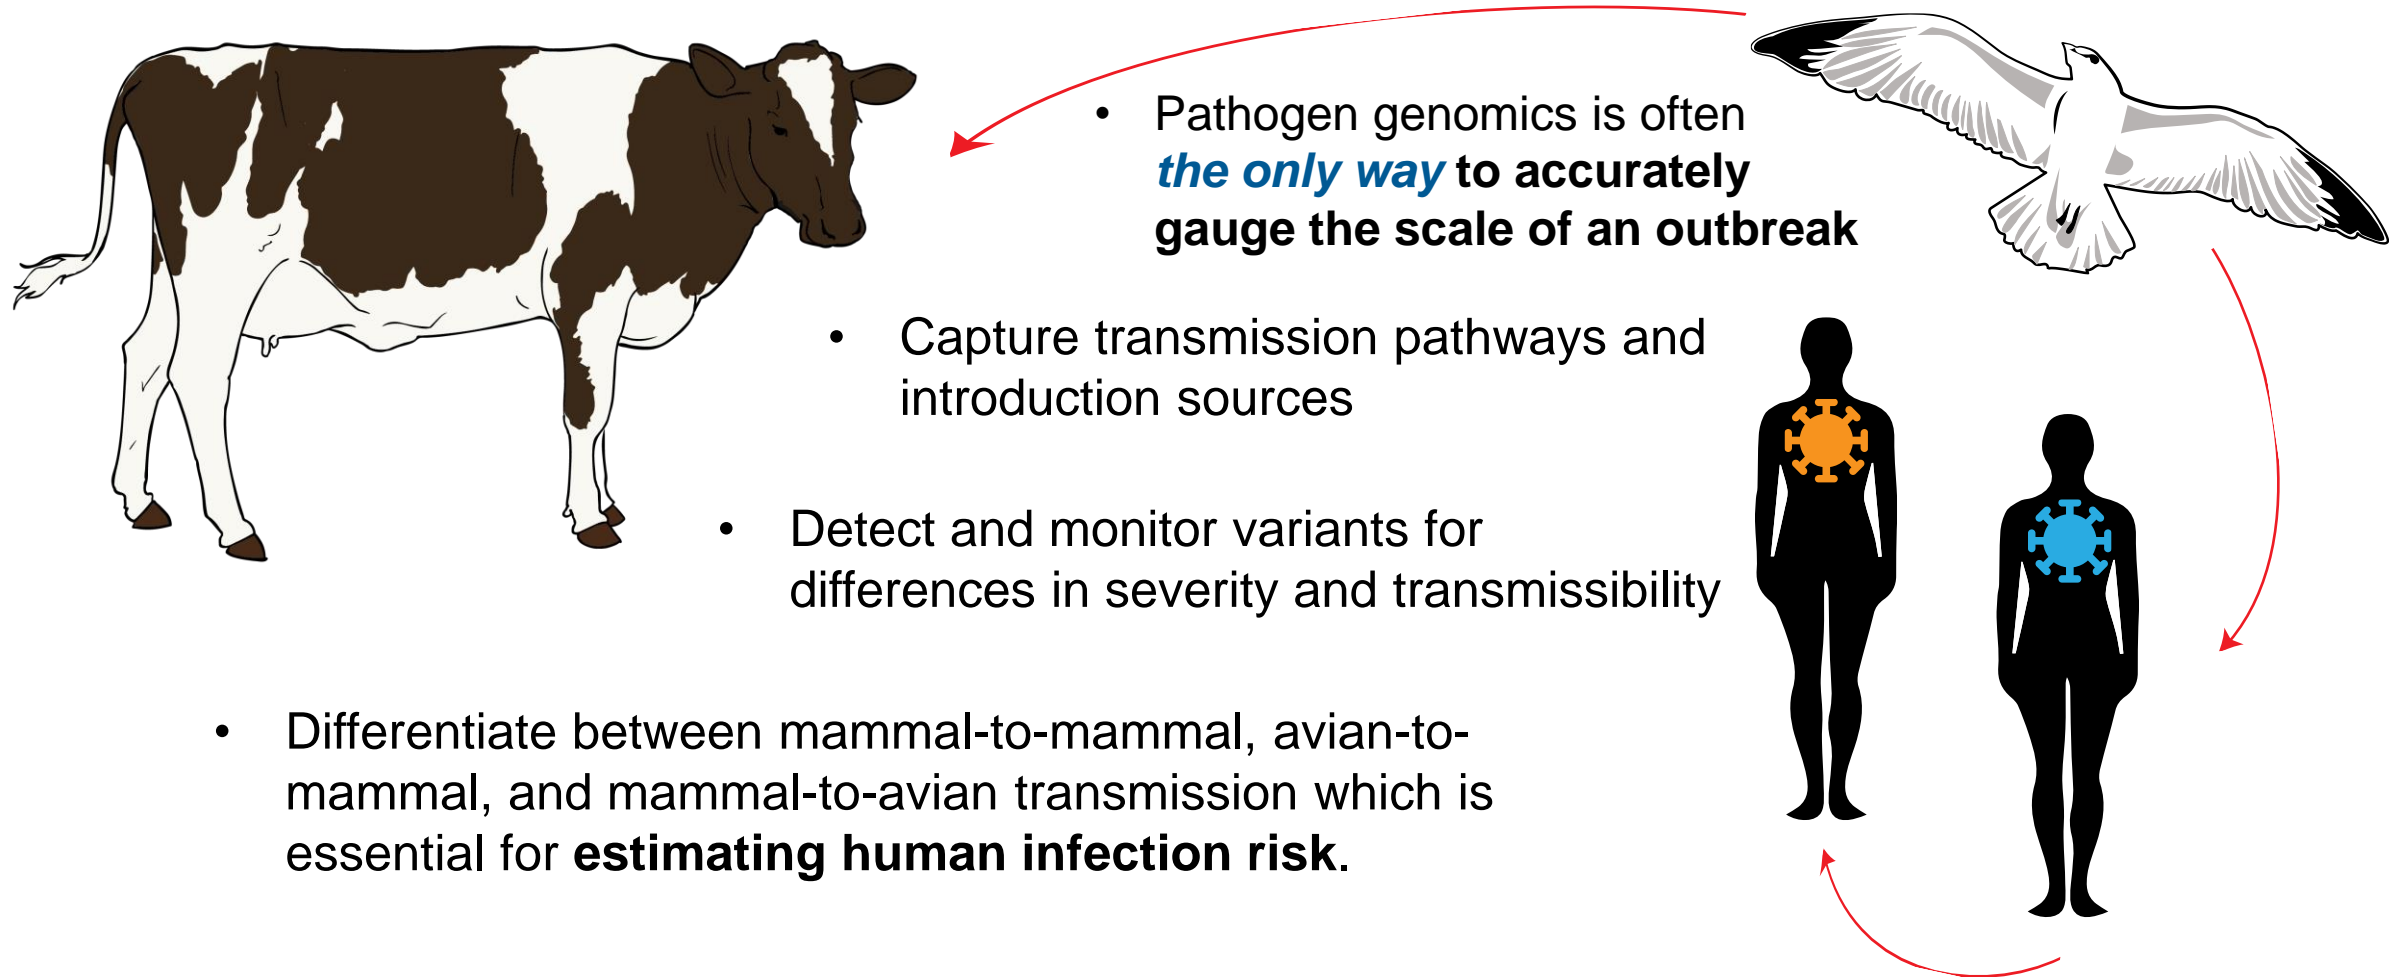 • Pathogen genomics is often
the only way to accurately
gauge the scale of an outbreak
• Capture transmission pathways and
introduction sources
• Detect and monitor variants for
differences in severity and transmissibility
• Differentiate between mammal-to-mammal, avian-to-
mammal, and mammal-to-avian transmission which is
essential for estimating human infection risk.